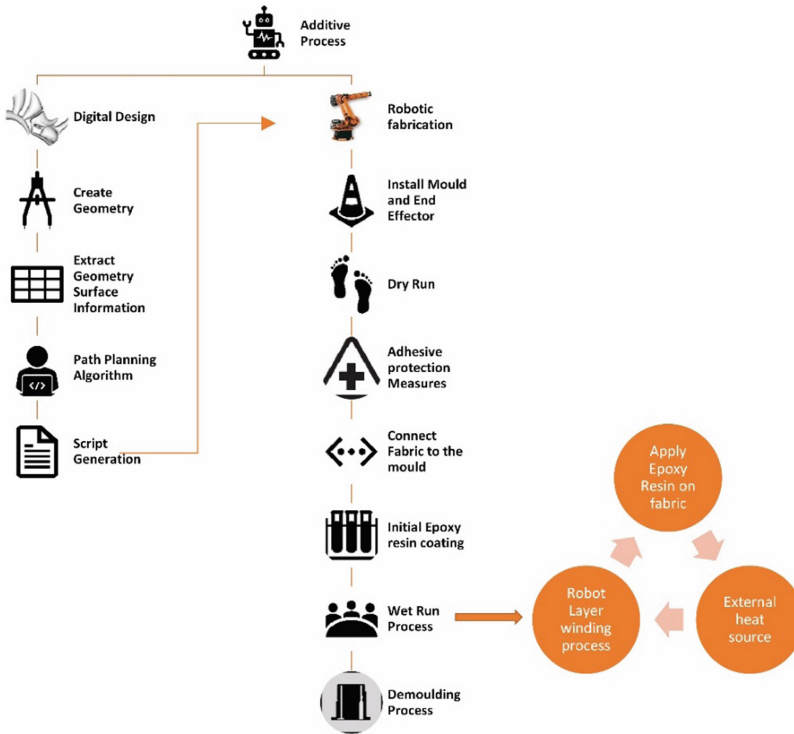 Additive
Process
Digital Design
Create
Geometry
Extract
Geometry
Surface
Information
Path Planning
Algorithm
</>
Script
Generation
Robotic
fabrication
Install Mould
and End
Effector
Dry Run
Adhesive
protection
Measures
Connect
Fabric to the
mould
Initial Epoxy
resin coating
Wet Run
Process
Demoulding
Process
Apply
Epoxy
Resin on
fabric
External
heat
source
Robot
Layer
winding
process